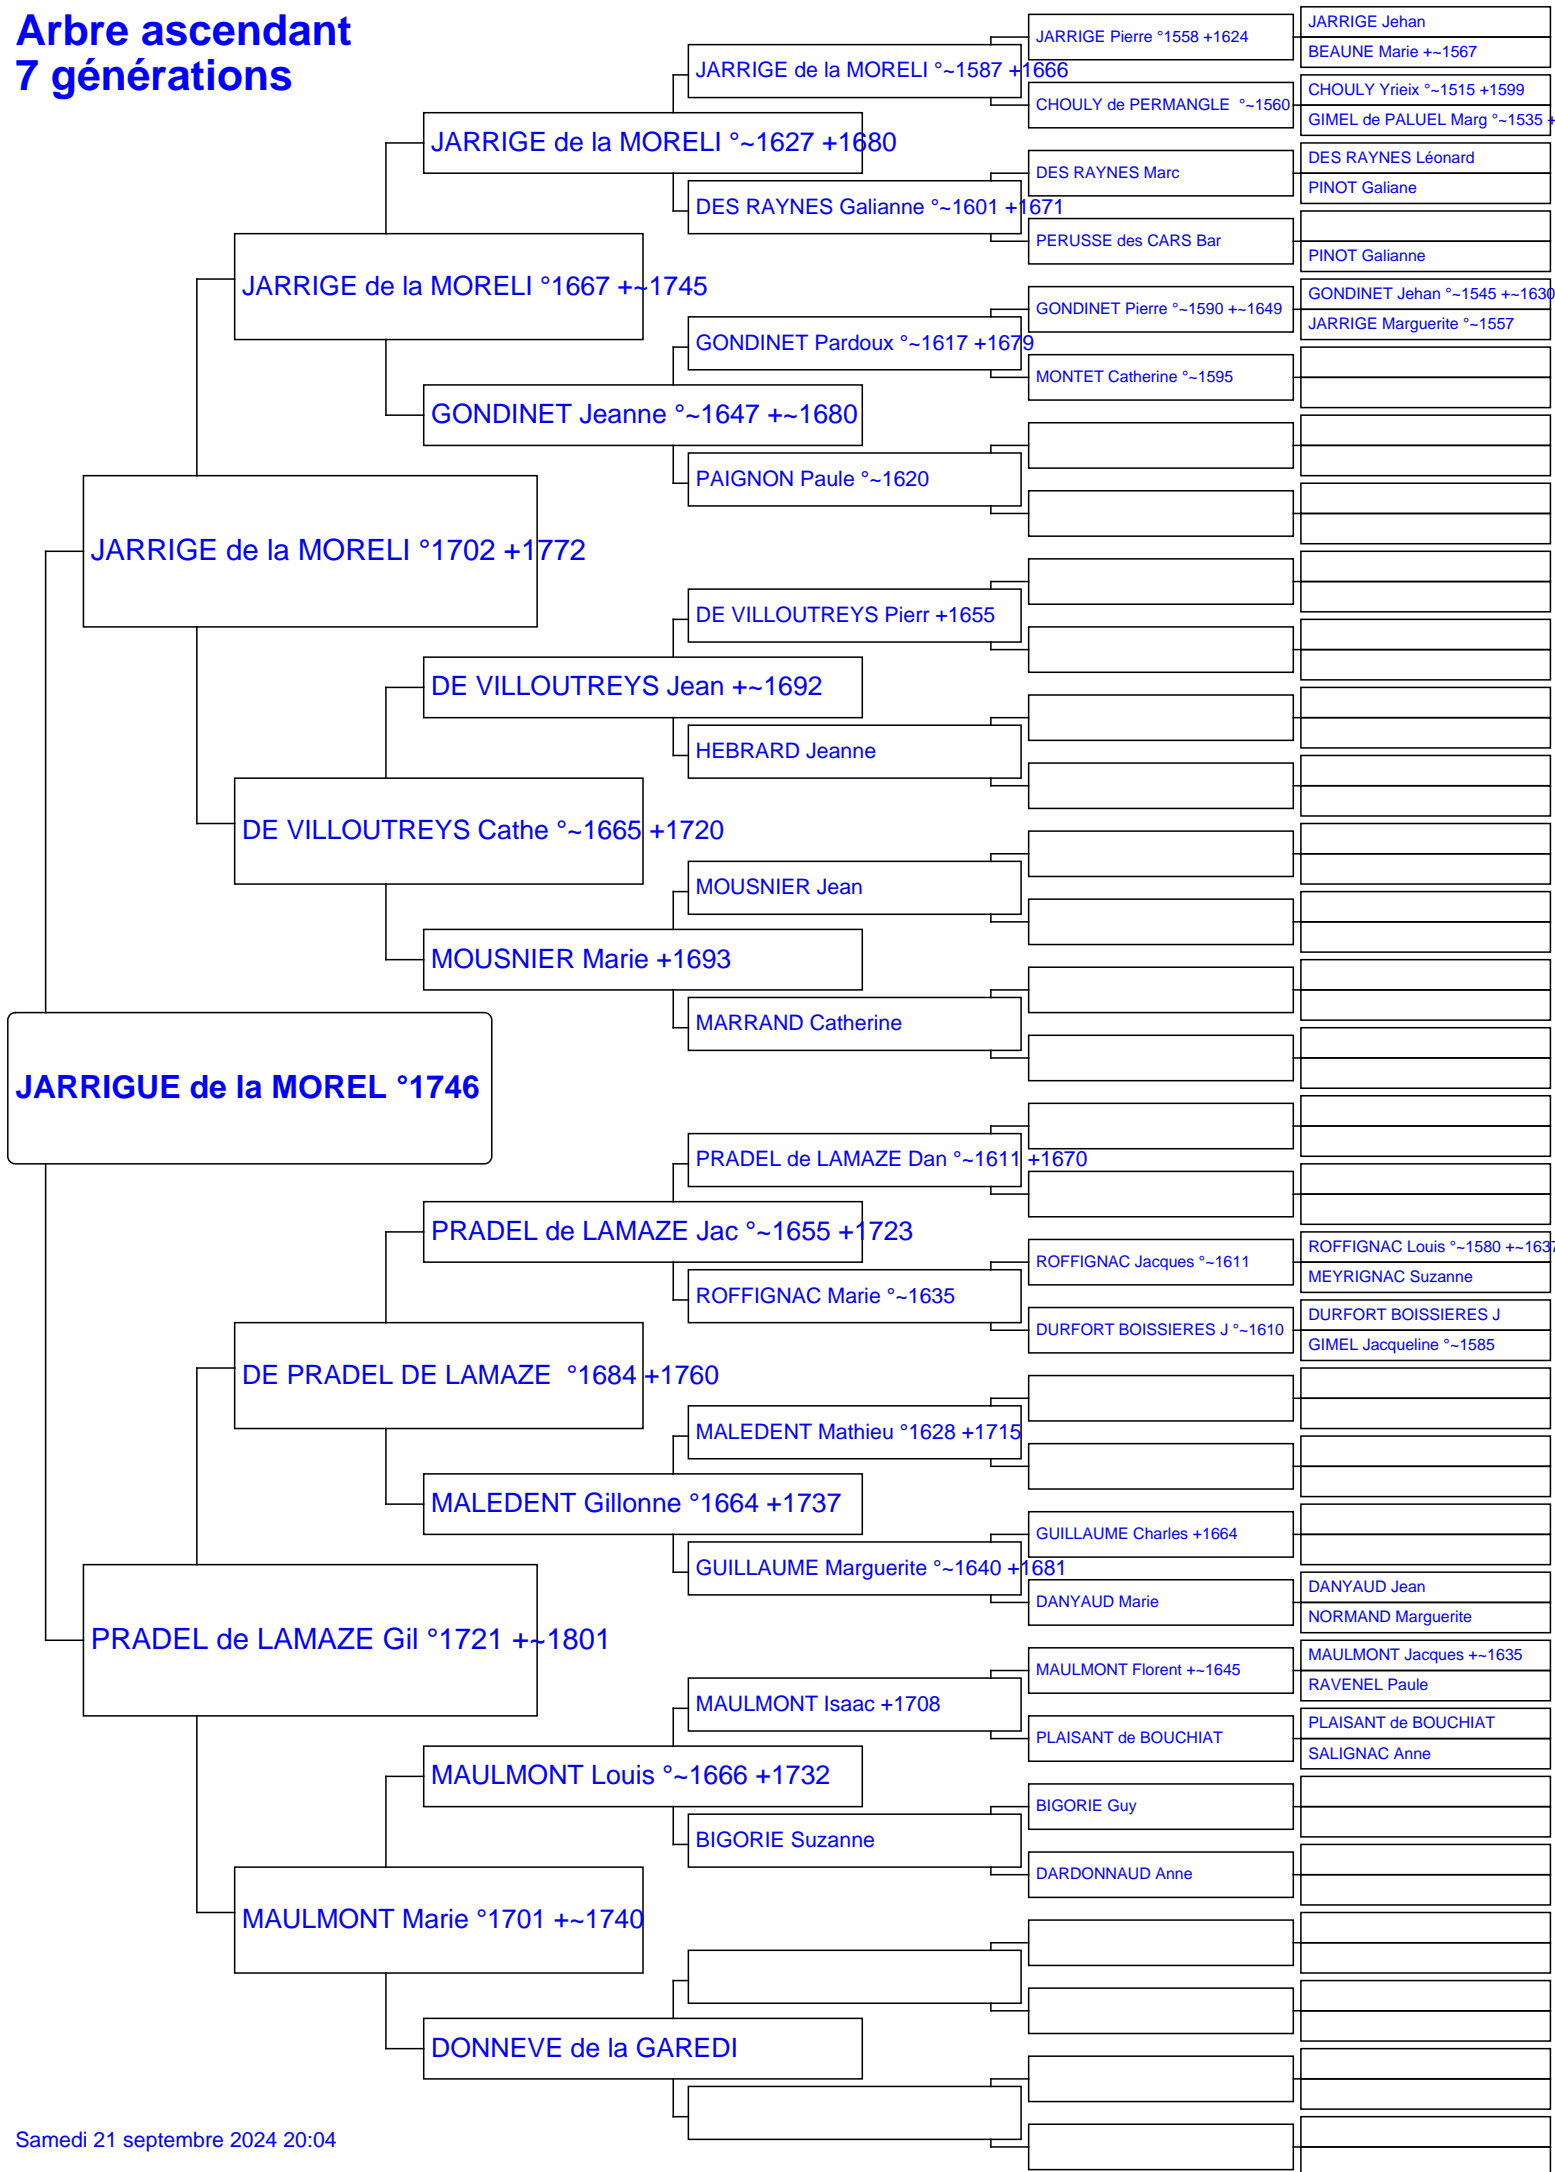 Arbre ascendant
7 générations
JARRIGE Jehan
JARRIGE Pierre °1558 +1624
BEAUNE Marie +~1567
JARRIGE de la MORELI °~1587 +1666
CHOULY Yrieix °~1515 +1599
CHOULY de PERMANGLE °~1560
GIMEL de PALUEL Marg °~1535 +
JARRIGE de la MORELI °~1627 +1680
DES RAYNES Léonard
DES RAYNES Marc
PINOT Galiane
DES RAYNES Galianne °~1601 +1671
PERUSSE des CARS Bar
PINOT Galianne
JARRIGE de la MORELI °1667 +~1745
GONDINET Jehan °~1545 +~1630
GONDINET Pierre °~1590 +~1649
JARRIGE Marguerite °~1557
GONDINET Pardoux °~1617 +1679
MONTET Catherine °~1595
GONDINET Jeanne °~1647 +~1680
PAIGNON Paule °~1620
JARRIGE de la MORELI °1702 +1772
DE VILLOUTREYS Pierr +1655
DE VILLOUTREYS Jean +~1692
HEBRARD Jeanne
DE VILLOUTREYS Cathe °~1665 +1720
MOUSNIER Jean
MOUSNIER Marie +1693
MARRAND Catherine
JARRIGUE de la MOREL °1746
PRADEL de LAMAZE Dan °~1611 +1670
PRADEL de LAMAZE Jac °~1655 +1723
ROFFIGNAC Louis °~1580 +~1637
ROFFIGNAC Jacques °~1611
MEYRIGNAC Suzanne
ROFFIGNAC Marie °~1635
DURFORT BOISSIERES J
DURFORT BOISSIERES J °~1610
GIMEL Jacqueline °~1585
DE PRADEL DE LAMAZE °1684 +1760
MALEDENT Mathieu °1628 +1715
MALEDENT Gillonne °1664 +1737
GUILLAUME Charles +1664
GUILLAUME Marguerite °~1640 +1681
DANYAUD Jean
DANYAUD Marie
NORMAND Marguerite
PRADEL de LAMAZE Gil °1721 +~1801
MAULMONT Jacques +~1635
MAULMONT Florent +~1645
RAVENEL Paule
MAULMONT Isaac +1708
PLAISANT de BOUCHIAT
PLAISANT de BOUCHIAT
SALIGNAC Anne
MAULMONT Louis °~1666 +1732
BIGORIE Guy
BIGORIE Suzanne
DARDONNAUD Anne
MAULMONT Marie °1701 +~1740
DONNEVE de la GAREDI
Samedi 21 septembre 2024 20:04